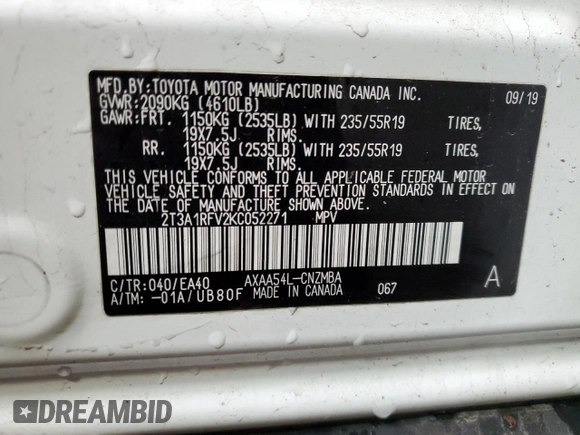 MFD.BY:TOYOTA MOTOR MANUFACTURING CANADA INC. 09/19
GVWR:2090KG (4610LB)
GAWR:FRT. 1150KG (2535LB) WITH 235/55R19 TIRES,
19X7.5J RIMS.
RR. 1150KG (2535LB) WITH 235/55R19 TIRES,
19X7.5J RIMS.
THIS VEHICLE CONFORMS TO ALL APPLICABLE FEDERAL MOTOR
VEHICLE SAFETY AND THEFT PREVENTION STANDARDS IN EFFECT ON
THE DATE OF MANUFACTURE SHOWN ABOVE.
2T3A1RFV2KC052271 MPV
C/TR:040/EA40 AXAA54L-CNZMBA A
A/TM: -01A/UB80F MADE IN CANADA 067
DREAMBID